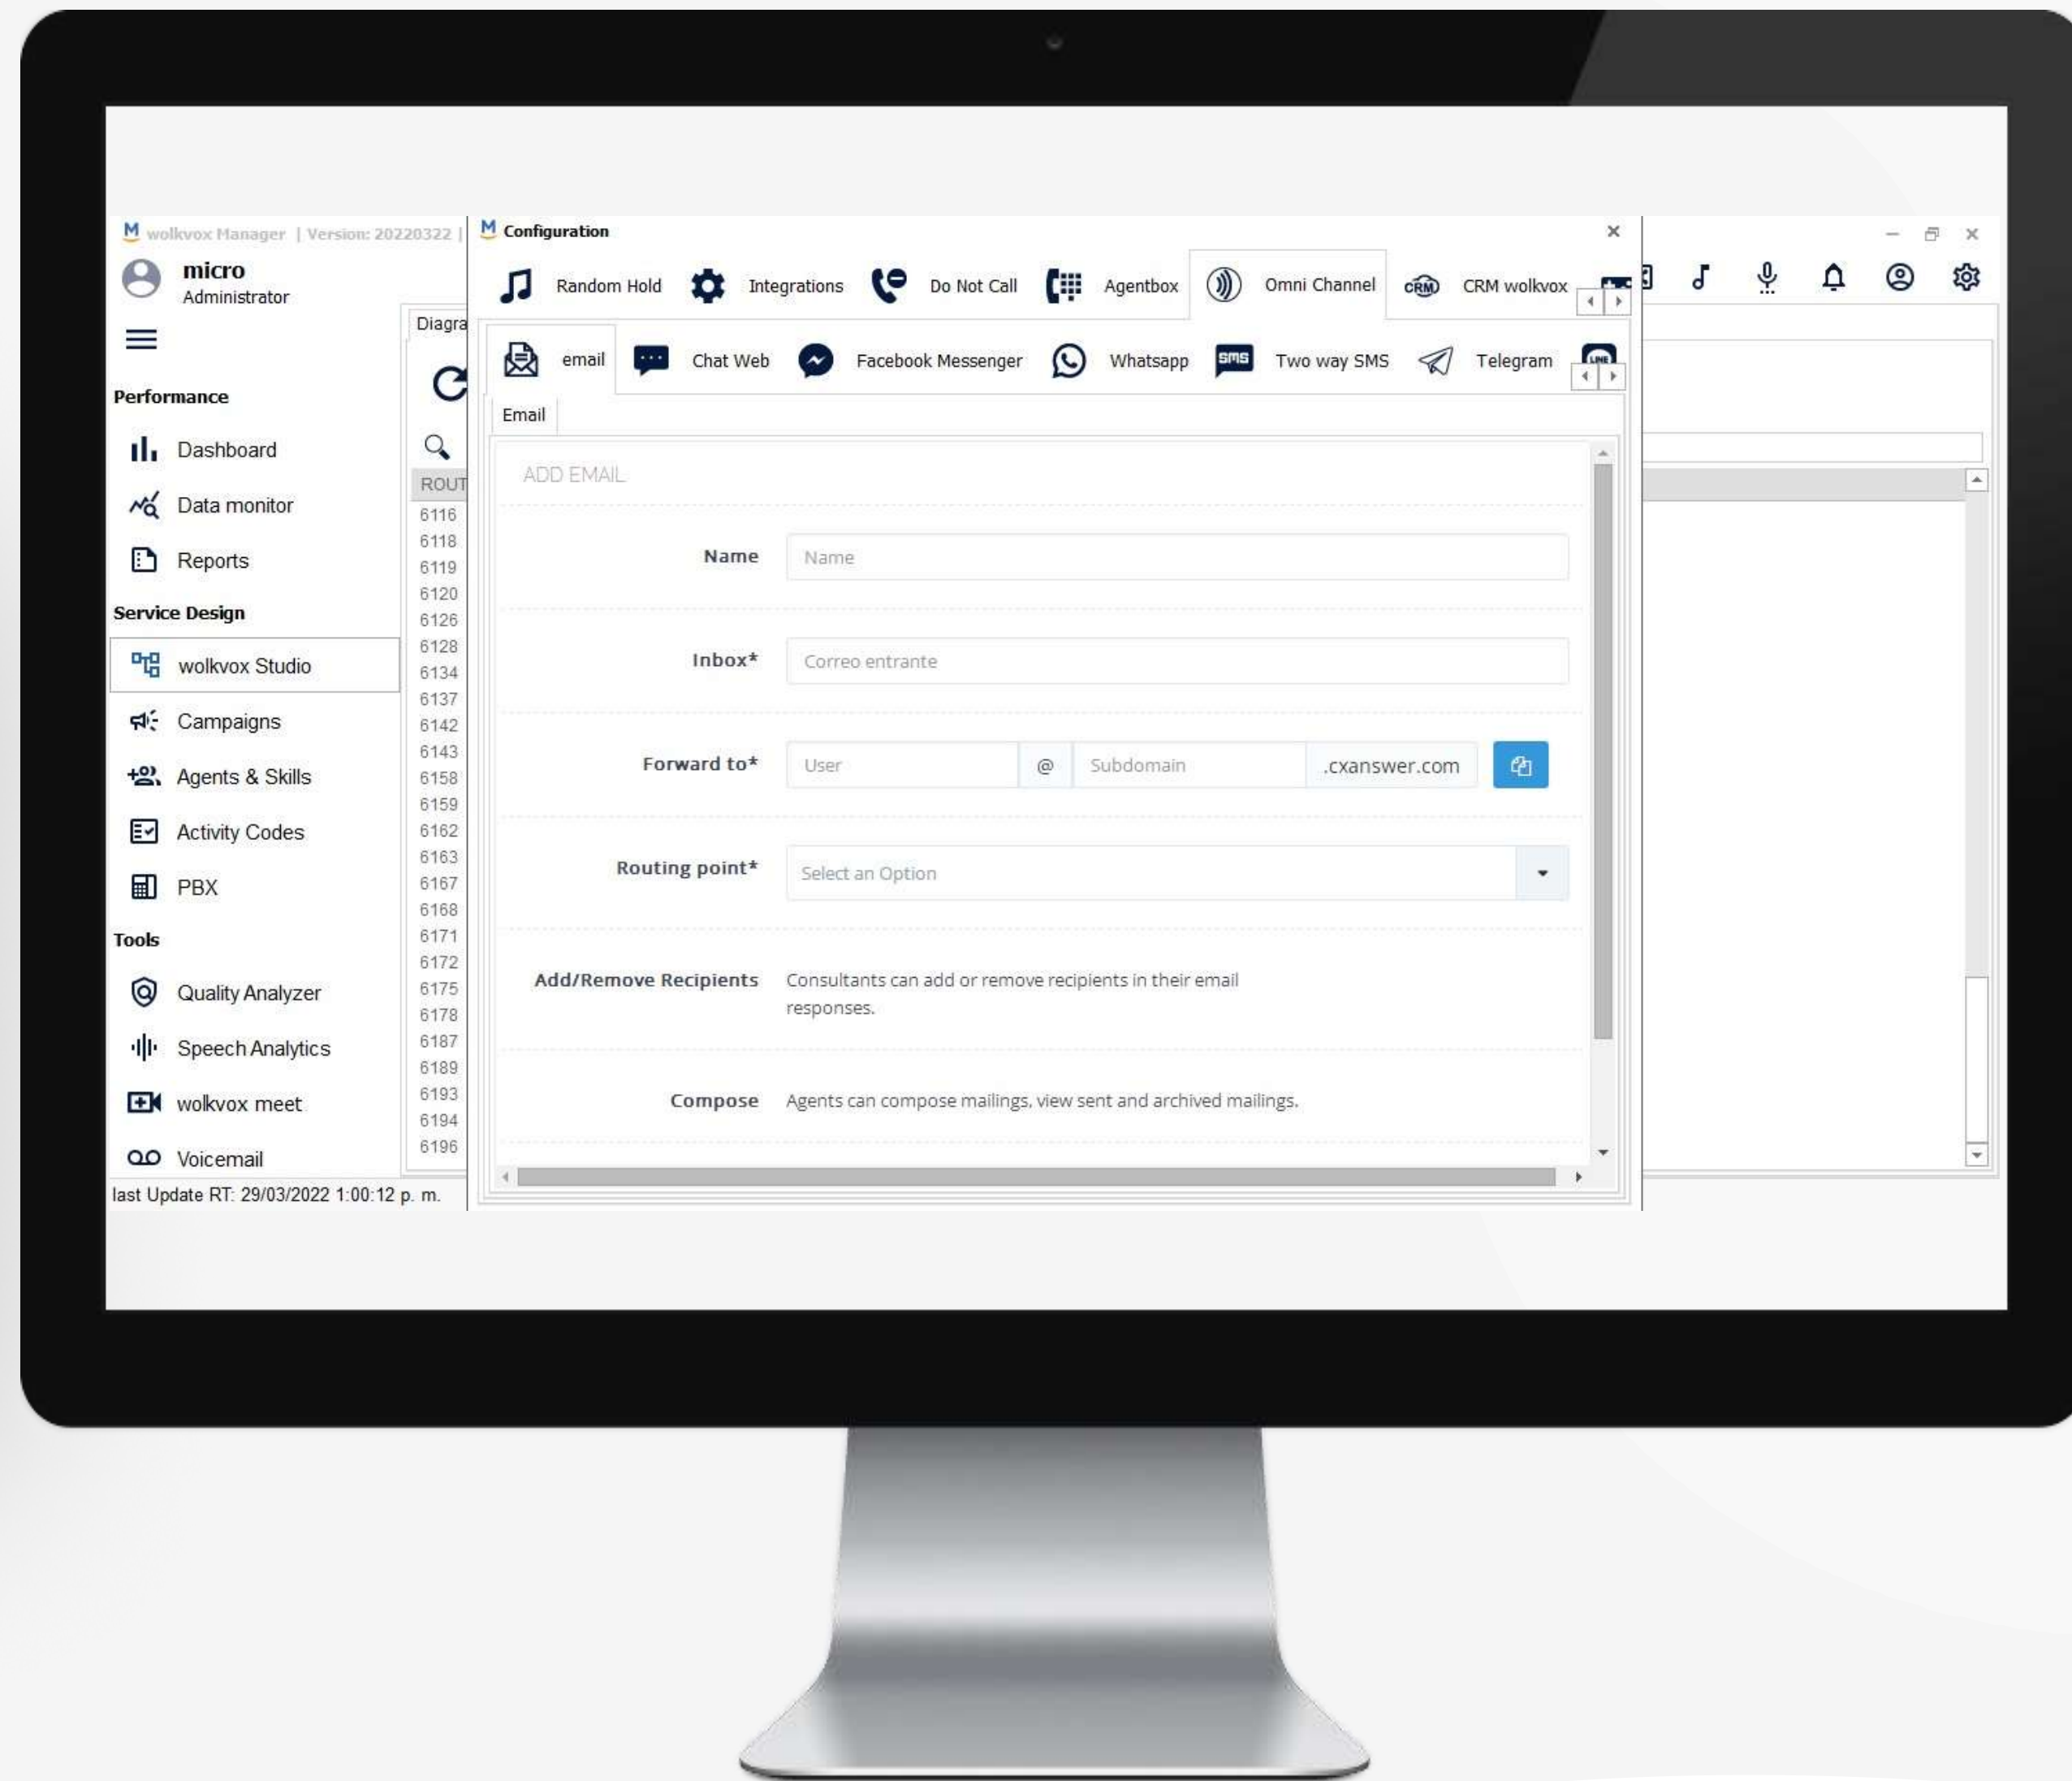 wolkvox Manager | Version: 20220322 |
Configuration
micro
Administrator
Random Hold
Integrations
Do Not Call
Agentbox
Omni Channel
CRM
CRM wolkvox
email
Chat Web
Facebook Messenger
Whatsapp
SMS
Two way SMS
Telegram
LINE
Performance
Dashboard
Data monitor
Reports
Service Design
wolkvox Studio
Campaigns
Agents & Skills
Activity Codes
PBX
Tools
Quality Analyzer
Speech Analytics
wolkvox meet
Voicemail
last Update RT: 29/03/2022 1:00:12 p. m.
Diagra
ROUT
6116
6118
6119
6120
6126
6128
6134
6137
6142
6143
6158
6159
6162
6163
6167
6168
6171
6172
6175
6178
6187
6189
6193
6194
6196
Email
ADD EMAIL
Name Name
Inbox* Correo entrante
Forward to* User @ Subdomain .cxanswer.com
Routing point* Select an Option
Add/Remove Recipients Consultants can add or remove recipients in their email
responses.
Compose Agents can compose mailings, view sent and archived mailings.